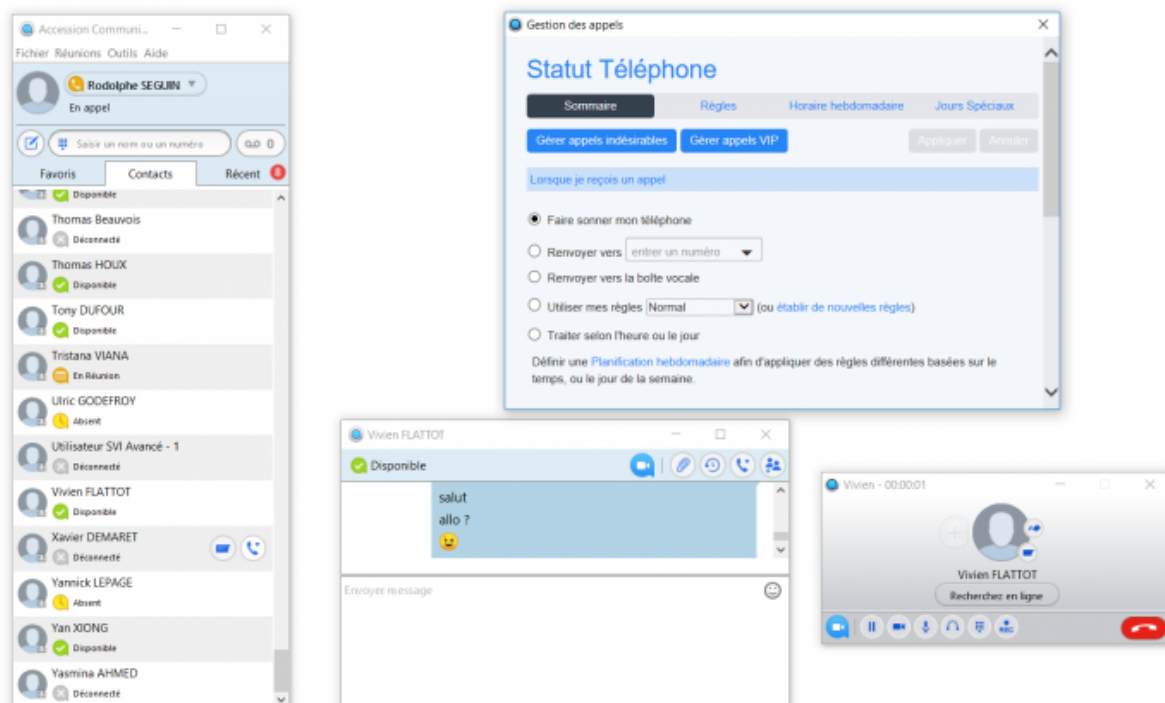 Accession Communi...
Fichier Réunions Outils Aide
Rodolphe SEGUIN
En appel
Saisir un nom ou un numéro
0
Favoris
Contacts
Récent
8
Disponible
Thomas Beauvois
Déconnecté
Thomas HOUX
Disponible
Tony DUFOUR
Disponible
Tristana VIANA
En Réunion
Ulric GODEFROY
Absent
Utilisateur SVI Avancé - 1
Déconnecté
Vivien FLATTOT
Disponible
Xavier DEMARET
Déconnecté
Yannick LEPAGE
Absent
Yan XIONG
Disponible
Yasmina AHMED
Déconnecté
Gestion des appels
Statut Téléphone
Sommaire
Règles
Horaire hebdomadaire
Jours Spéciaux
Gérer appels indésirables
Gérer appels VIP
Appliquer
Annuler
Lorsque je reçois un appel
Faire sonner mon téléphone
Renvoyer vers entrer un numéro
Renvoyer vers la boîte vocale
Utiliser mes règles Normal (ou établir de nouvelles règles)
Traiter selon l'heure ou le jour
Définir une Planification hebdomadaire afin d'appliquer des règles différentes basées sur le
temps, ou le jour de la semaine.
Vivien FLATTOT
Disponible
salut
allo ?
Envoyer message
Vivien - 00:00:01
Vivien FLATTOT
Recherchez en ligne
REC